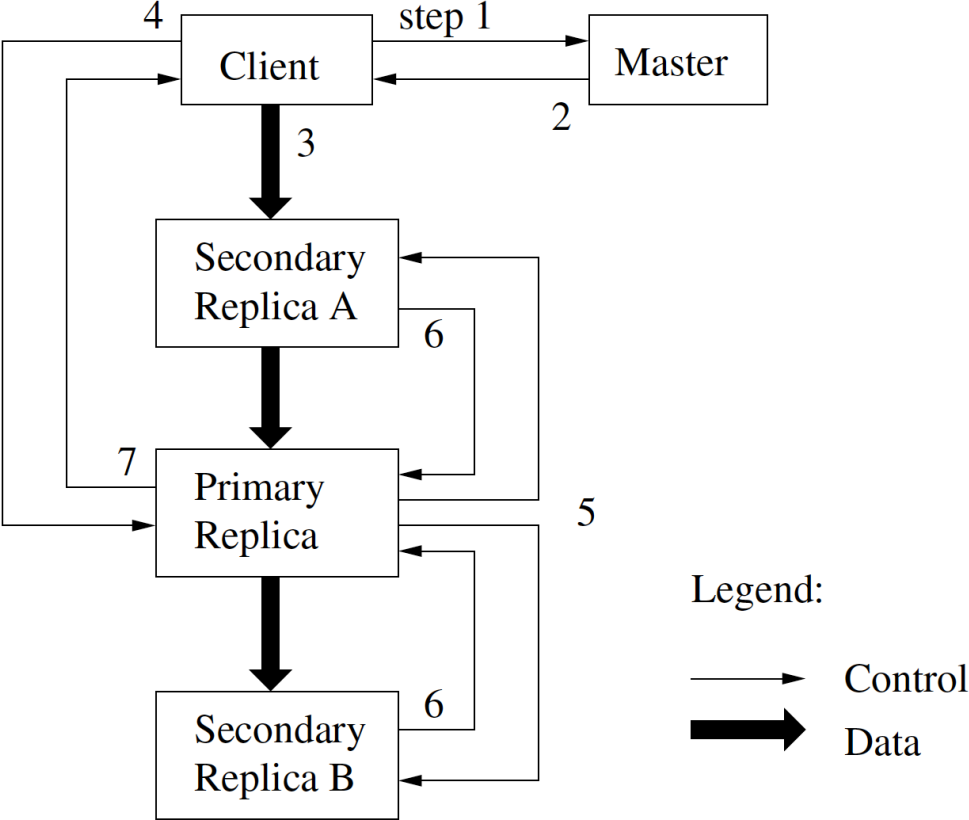 4
step 1
Client
Master
2
3
Secondary
Replica A
6
7
Primary
Replica
5
6
Secondary
Replica B
Legend:
Control
Data